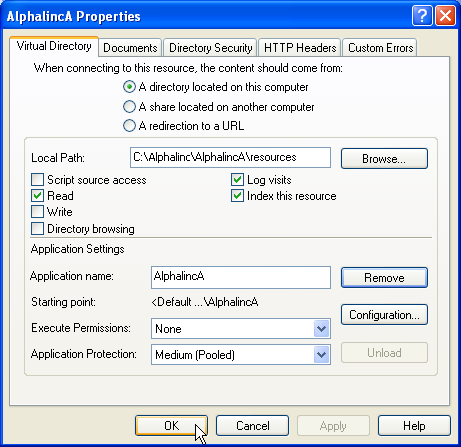 AlphalincA Properties
Virtual Directory Documents Directory Security HTTP Headers Custom Errors
When connecting to this resource, the content should come from:
A directory located on this computer
A share located on another computer
A redirection to a URL
Local Path: C:\Alphalinc\AlphalincA\resources Browse...
Script source access Log visits
Read Index this resource
Write
Directory browsing
Application Settings
Application name: AlphalincA Remove
Starting point: <Default ...\AlphalincA
Execute Permissions: None Configuration...
Application Protection: Medium (Pooled) Unload
OK Cancel Apply Help